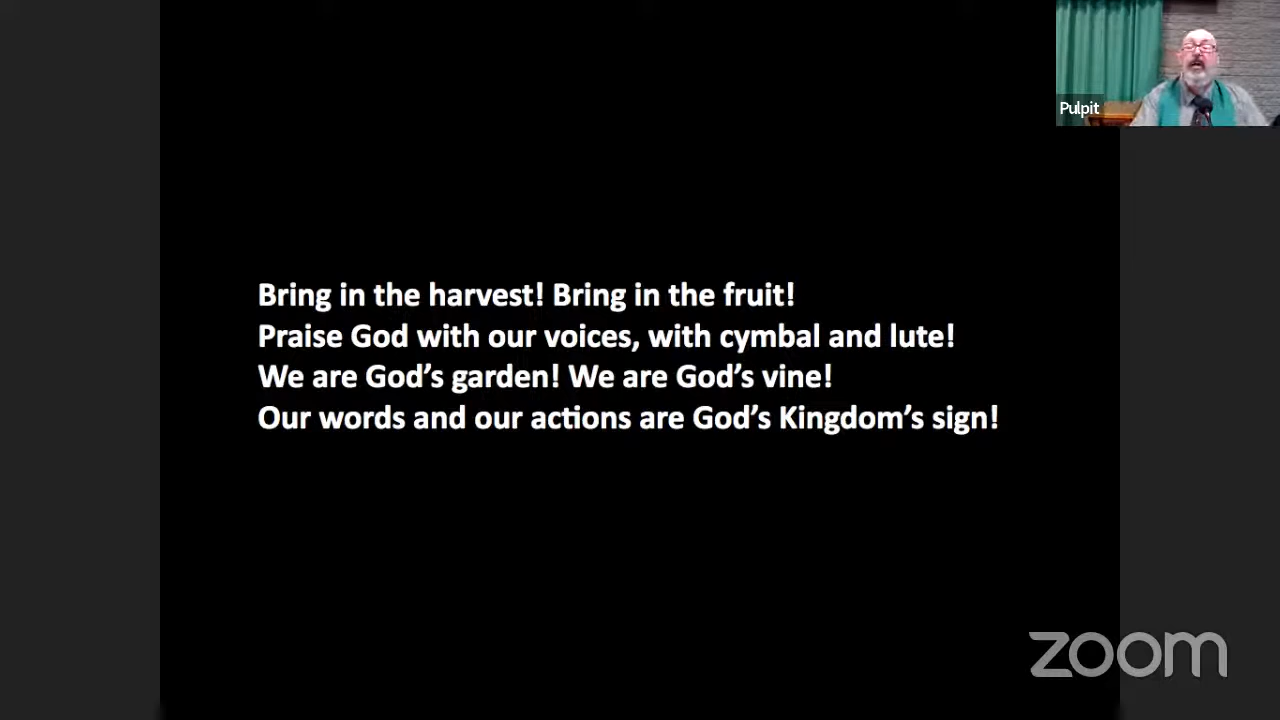 Pulpit
Bring in the harvest! Bring in the fruit!
Praise God with our voices, with cymbal and lute!
We are God’s garden! We are God’s vine!
Our words and our actions are God’s Kingdom’s sign!
zoom